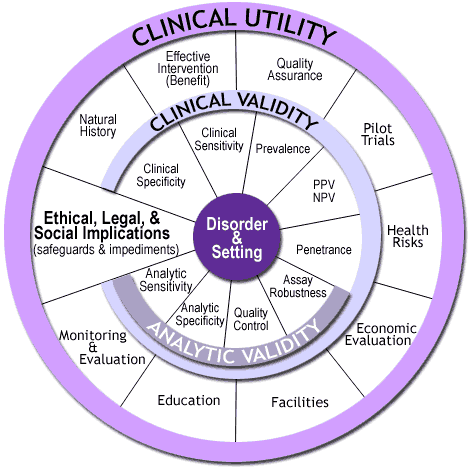 CLINICAL UTILITY
Effective
Intervention
(Benefit)
Quality
Assurance
Natural
History
Pilot
Trials
CLINICAL VALIDITY
Clinical
Sensitivity
Prevalence
Clinical
Specificity
PPV
NPV
Ethical, Legal, &
Social Implications
(safeguards & impediments)
Disorder
&
Setting
Health
Risks
Penetrance
Analytic
Sensitivity
Assay
Robustness
Analytic
Specificity
Quality
Control
ANALYTIC VALIDITY
Monitoring
&
Evaluation
Economic
Evaluation
Education
Facilities